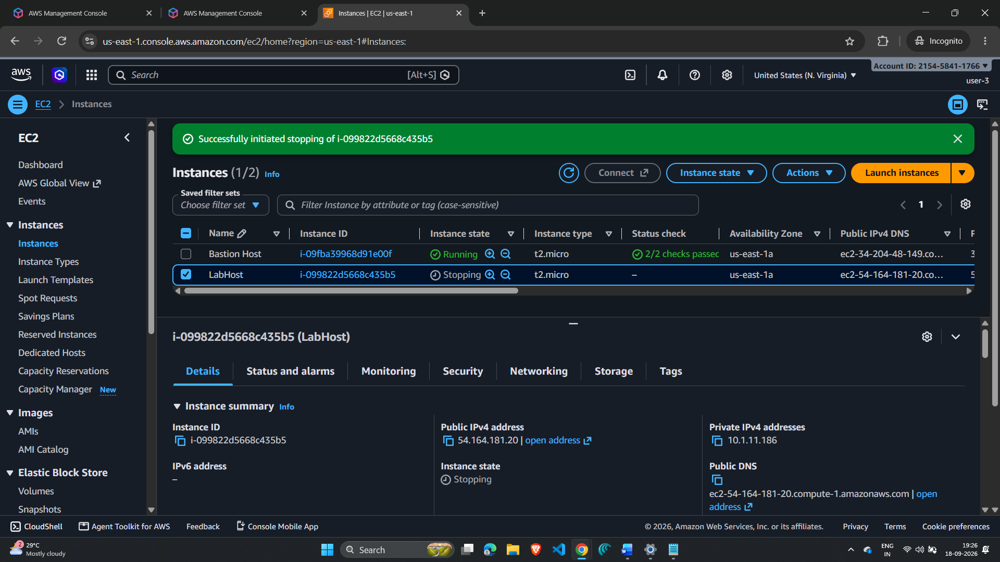 AWS Management Console
AWS Management Console
Instances | EC2 | us-east-1
us-east-1.console.aws.amazon.com/ec2/home?region=us-east-1#Instances:
Incognito
aws
Search
[Alt+S]
United States (N. Virginia)
Account ID: 2154-5841-1766
user-3
EC2
Instances
EC2
Dashboard
AWS Global View
Events
Instances
Instances
Instance Types
Launch Templates
Spot Requests
Savings Plans
Reserved Instances
Dedicated Hosts
Capacity Reservations
Capacity Manager New
Images
AMIs
AMI Catalog
Elastic Block Store
Volumes
Snapshots
Successfully initiated stopping of i-099822d5668c435b5
Instances (1/2) Info
Connect
Instance state
Actions
Launch instances
Saved filter sets
Choose filter set
Filter Instance by attribute or tag (case-sensitive)
1
Name Instance ID Instance state Instance type Status check Availability Zone Public IPv4 DNS P
Bastion Host i-09fba39968d91e00f Running t2.micro 2/2 checks passec us-east-1a ec2-34-204-48-149.co... 3
LabHost i-099822d5668c435b5 Stopping t2.micro – us-east-1a ec2-54-164-181-20.co... 5
i-099822d5668c435b5 (LabHost)
Details Status and alarms Monitoring Security Networking Storage Tags
Instance summary Info
Instance ID
i-099822d5668c435b5
Public IPv4 address
54.164.181.20 | open address
Private IPv4 addresses
10.1.11.186
IPv6 address
–
Instance state
Stopping
Public DNS
ec2-54-164-181-20.compute-1.amazonaws.com | open
address
CloudShell
Agent Toolkit for AWS
Feedback
Console Mobile App
© 2026, Amazon Web Services, Inc. or its affiliates.
Privacy
Terms
Cookie preferences
2
29°C
Mostly cloudy
Search
ENG
IN
19:26
18-09-2026